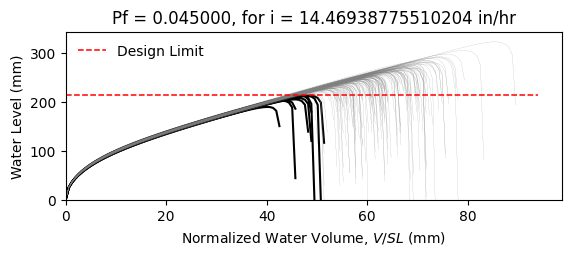 Pf = 0.045000, for i = 14.46938775510204 in/hr
Design Limit
Water Level (mm)
300
200
100
0
0 20 40 60 80
Normalized Water Volume, V/SL (mm)